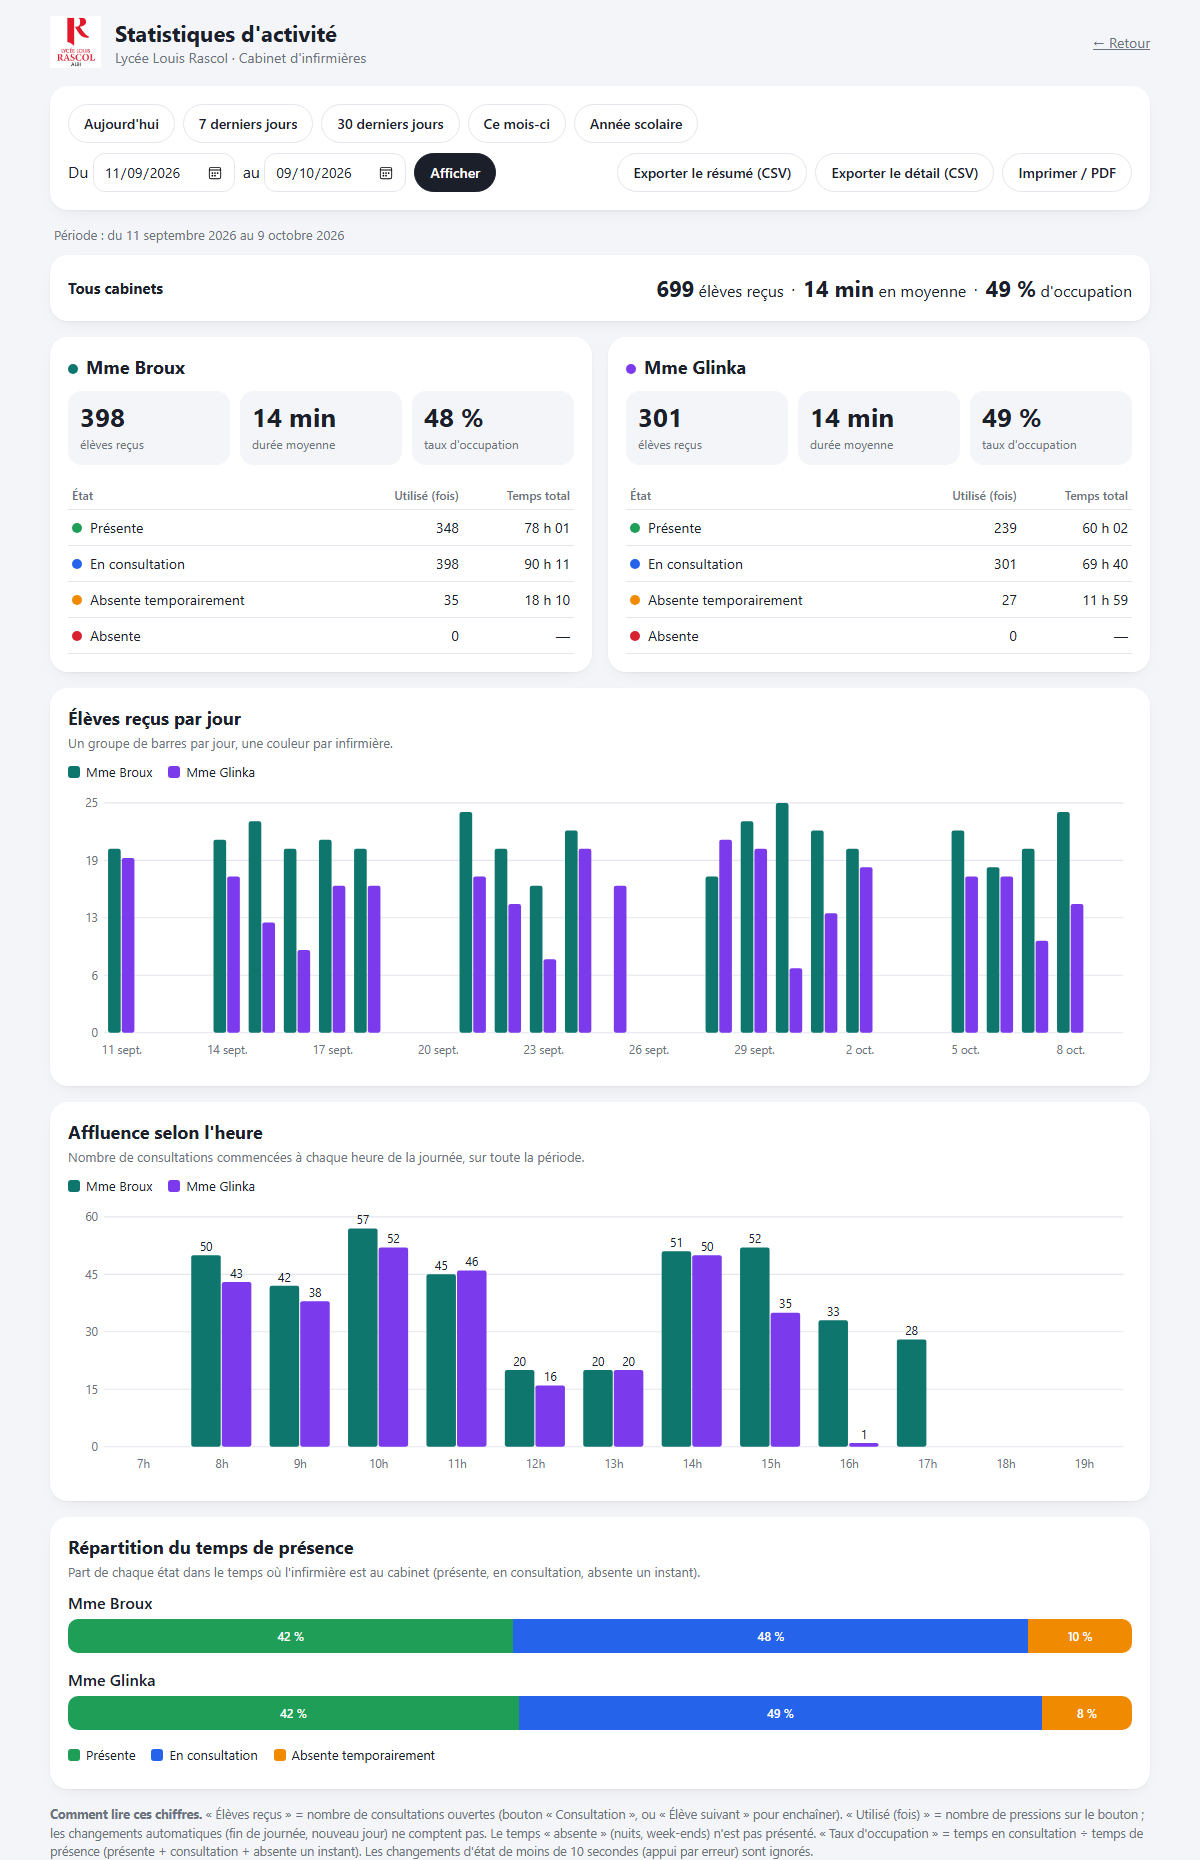 LYCÉE LOUIS
RASCOL
ALBI
Statistiques d'activité
Lycée Louis Rascol · Cabinet d'infirmières
← Retour
Aujourd'hui
7 derniers jours
30 derniers jours
Ce mois-ci
Année scolaire
Du 11/09/2026 au 09/10/2026 Afficher
Exporter le résumé (CSV)
Exporter le détail (CSV)
Imprimer / PDF
Période : du 11 septembre 2026 au 9 octobre 2026
Tous cabinets
699 élèves reçus · 14 min en moyenne · 49 % d'occupation
Mme Broux
398
élèves reçus
14 min
durée moyenne
48 %
taux d'occupation
État Utilisé (fois) Temps total
Présente 348 78 h 01
En consultation 398 90 h 11
Absente temporairement 35 18 h 10
Absente 0 —
Mme Glinka
301
élèves reçus
14 min
durée moyenne
49 %
taux d'occupation
État Utilisé (fois) Temps total
Présente 239 60 h 02
En consultation 301 69 h 40
Absente temporairement 27 11 h 59
Absente 0 —
Élèves reçus par jour
Un groupe de barres par jour, une couleur par infirmière.
Mme Broux Mme Glinka
25
19
13
6
0
11 sept. 14 sept. 17 sept. 20 sept. 23 sept. 26 sept. 29 sept. 2 oct. 5 oct. 8 oct.
Affluence selon l'heure
Nombre de consultations commencées à chaque heure de la journée, sur toute la période.
Mme Broux Mme Glinka
60
45
30
15
0
50 43 42 38 57 52 45 46 20 16 20 20 51 50 52 35 33 1 28
7h 8h 9h 10h 11h 12h 13h 14h 15h 16h 17h 18h 19h
Répartition du temps de présence
Part de chaque état dans le temps où l'infirmière est au cabinet (présente, en consultation, absente un instant).
Mme Broux
42 % 48 % 10 %
Mme Glinka
42 % 49 % 8 %
Présente En consultation Absente temporairement
Comment lire ces chiffres. « Élèves reçus » = nombre de consultations ouvertes (bouton « Consultation », ou « Élève suivant » pour enchaîner). « Utilisé (fois) » = nombre de pressions sur le bouton ;
les changements automatiques (fin de journée, nouveau jour) ne comptent pas. Le temps « absente » (nuits, week-ends) n'est pas présenté. « Taux d'occupation » = temps en consultation ÷ temps de
présence (présente + consultation + absente un instant). Les changements d'état de moins de 10 secondes (appui par erreur) sont ignorés.